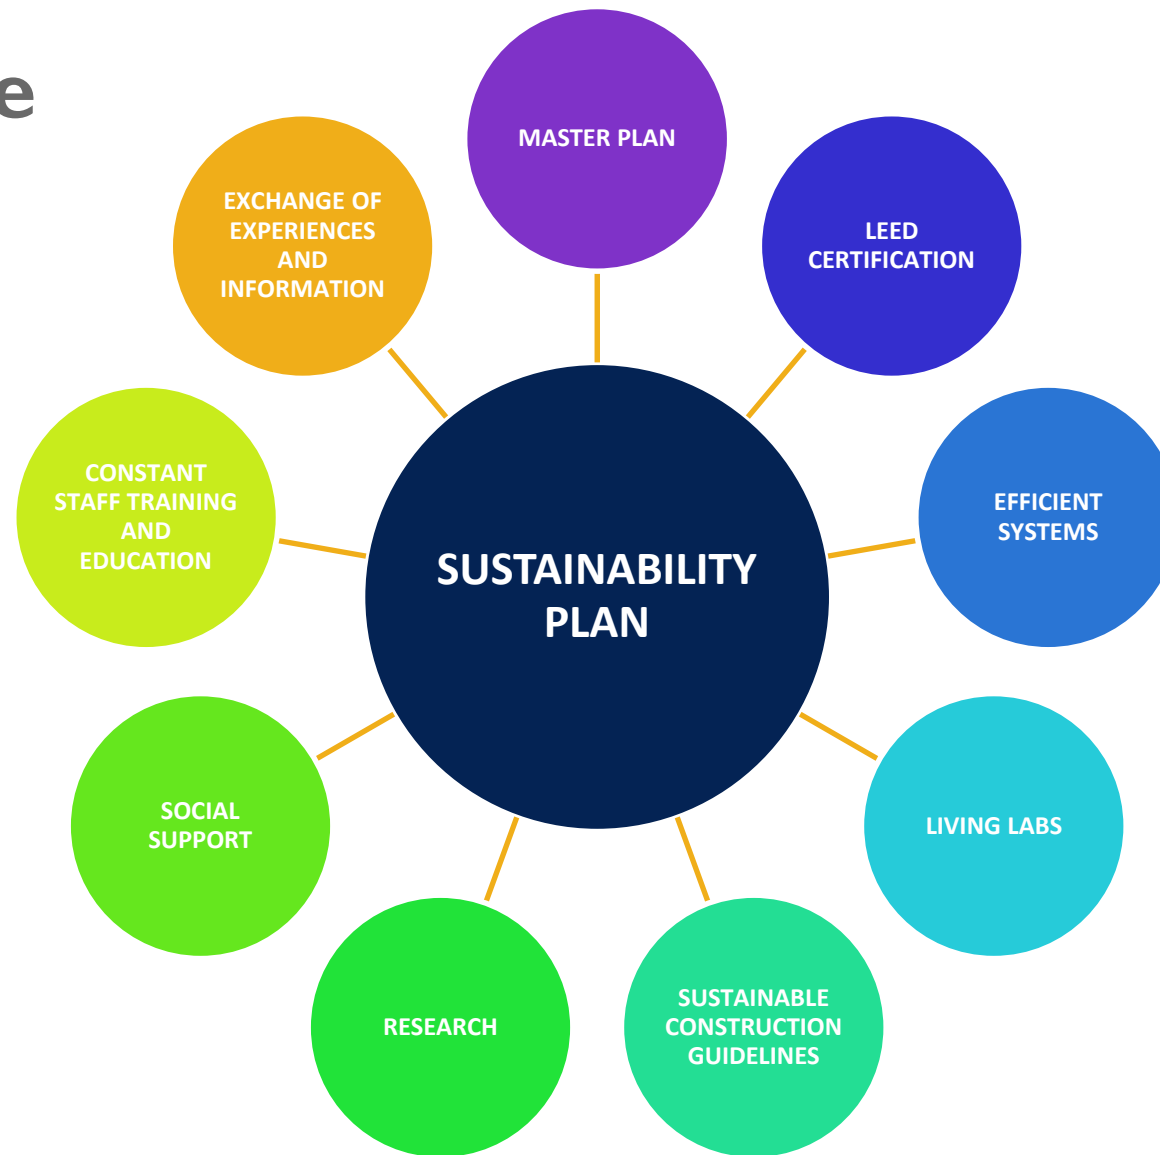 e
MASTER PLAN
LEED
CERTIFICATION
EFFICIENT
SYSTEMS
LIVING LABS
SUSTAINABLE
CONSTRUCTION
GUIDELINES
RESEARCH
SOCIAL
SUPPORT
CONSTANT
STAFF TRAINING
AND
EDUCATION
EXCHANGE OF
EXPERIENCES
AND
INFORMATION
SUSTAINABILITY
PLAN